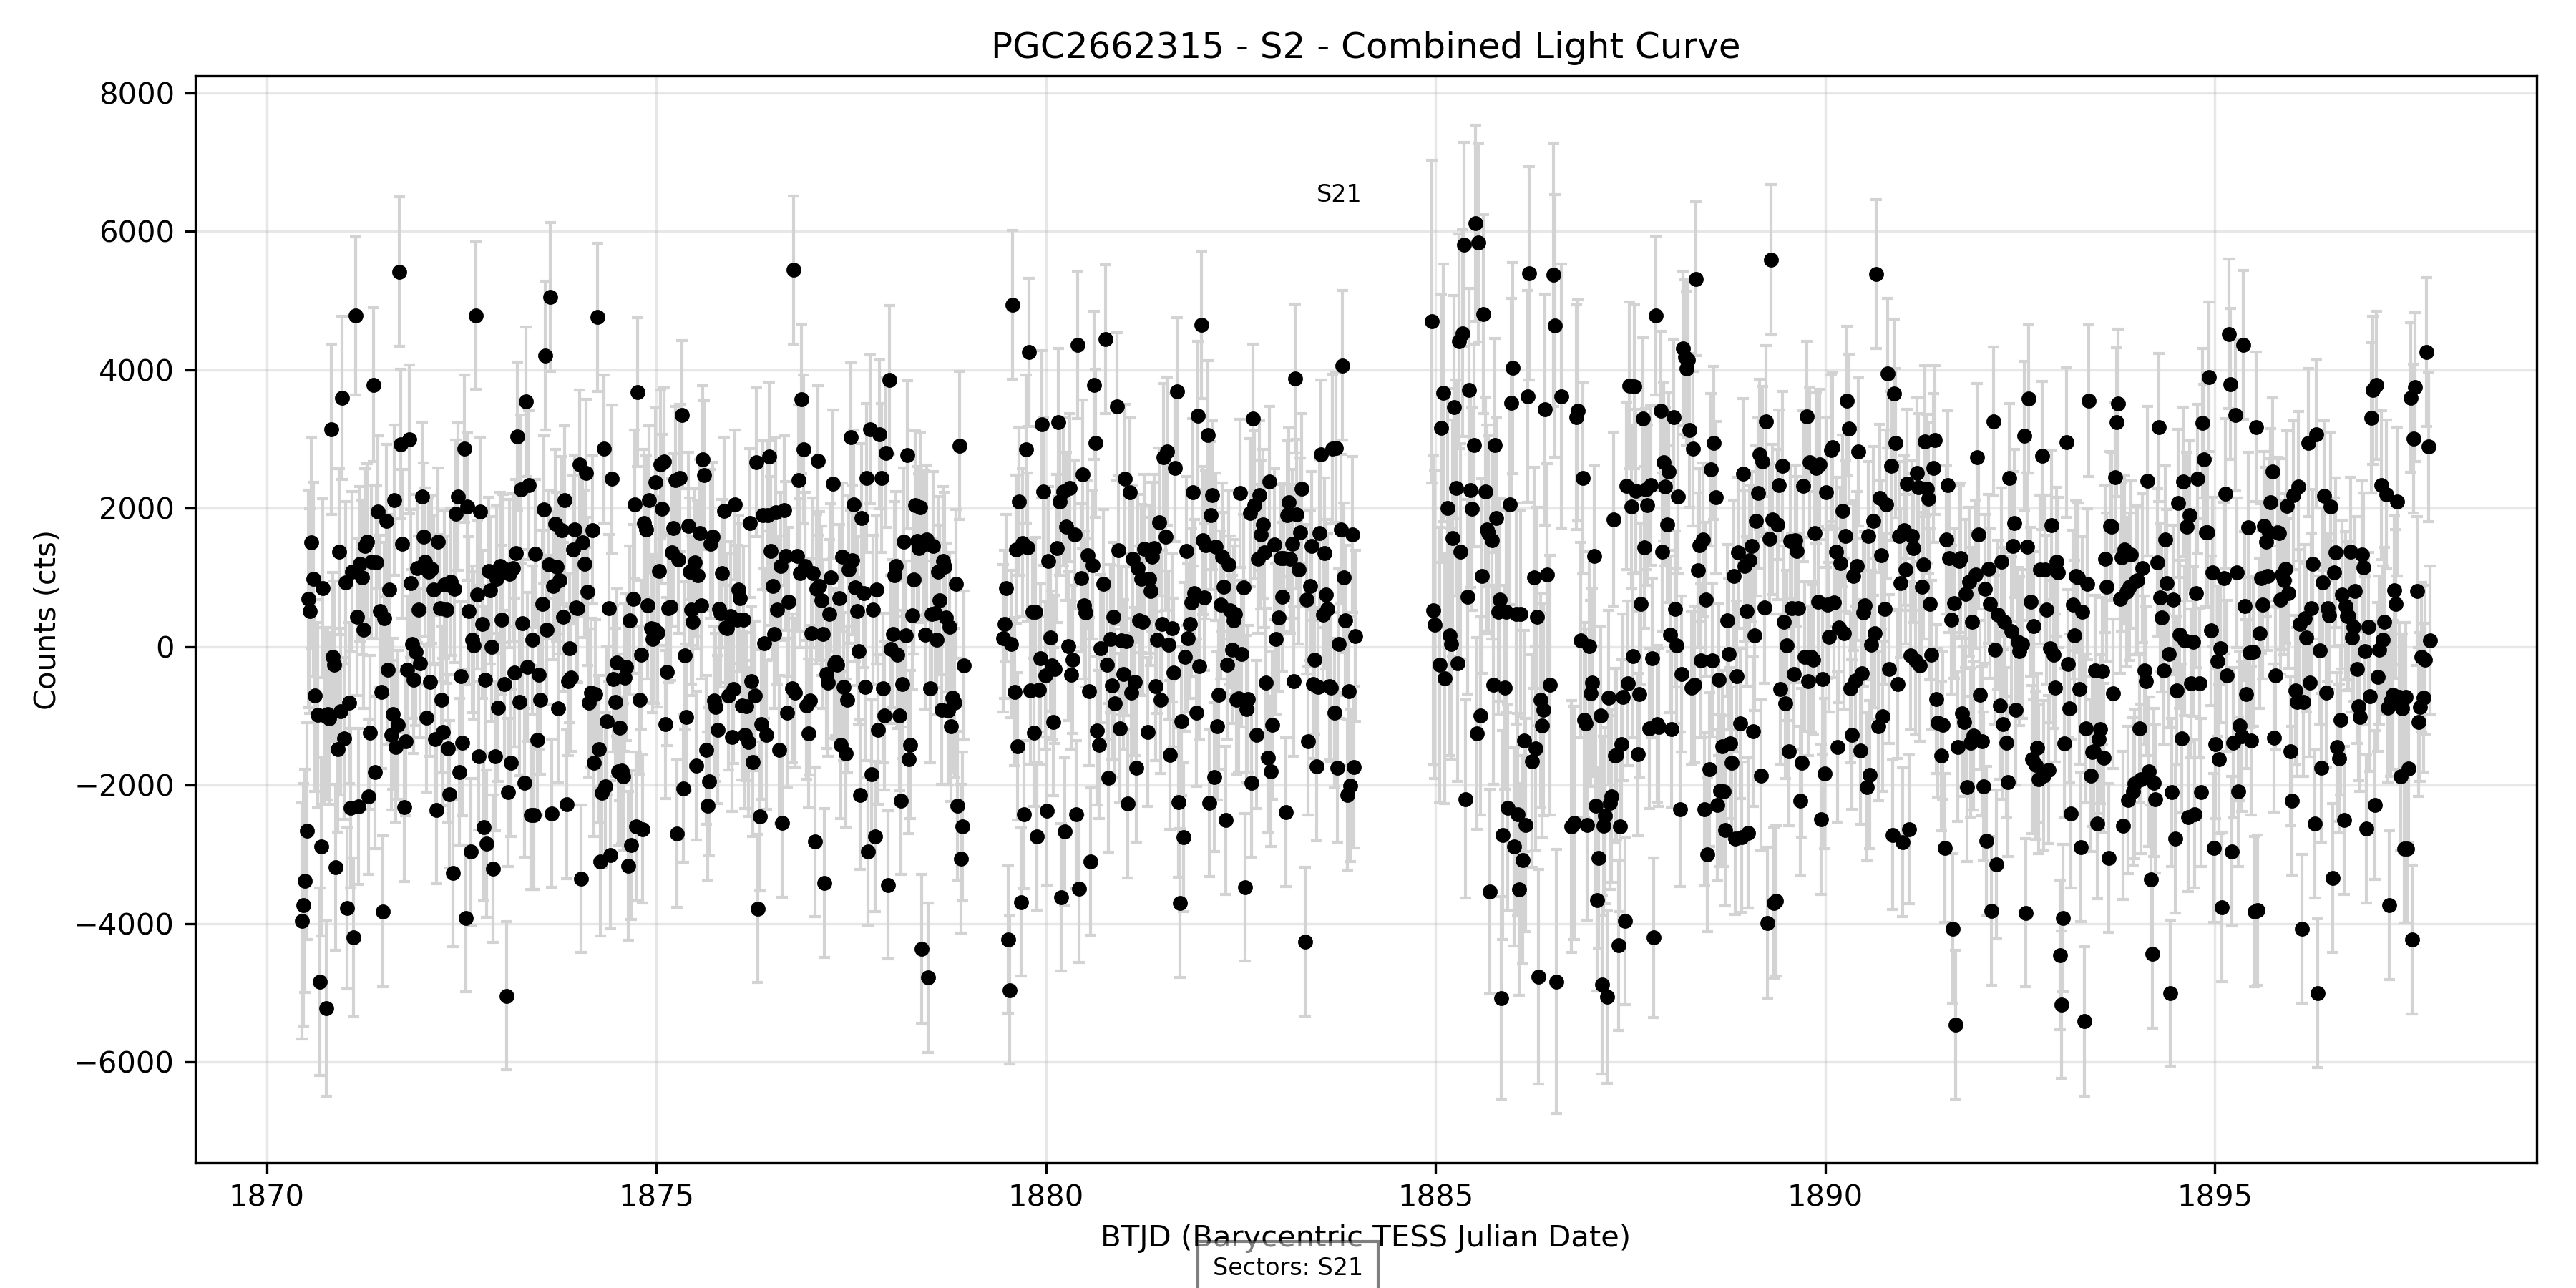 PGC2662315 - S2 - Combined Light Curve
8000
6000
4000
2000
0
−2000
−4000
−6000
Counts (cts)
S21
1870
1875
1880
1885
1890
1895
BTJD (Barycentric TESS Julian Date)
Sectors: S21